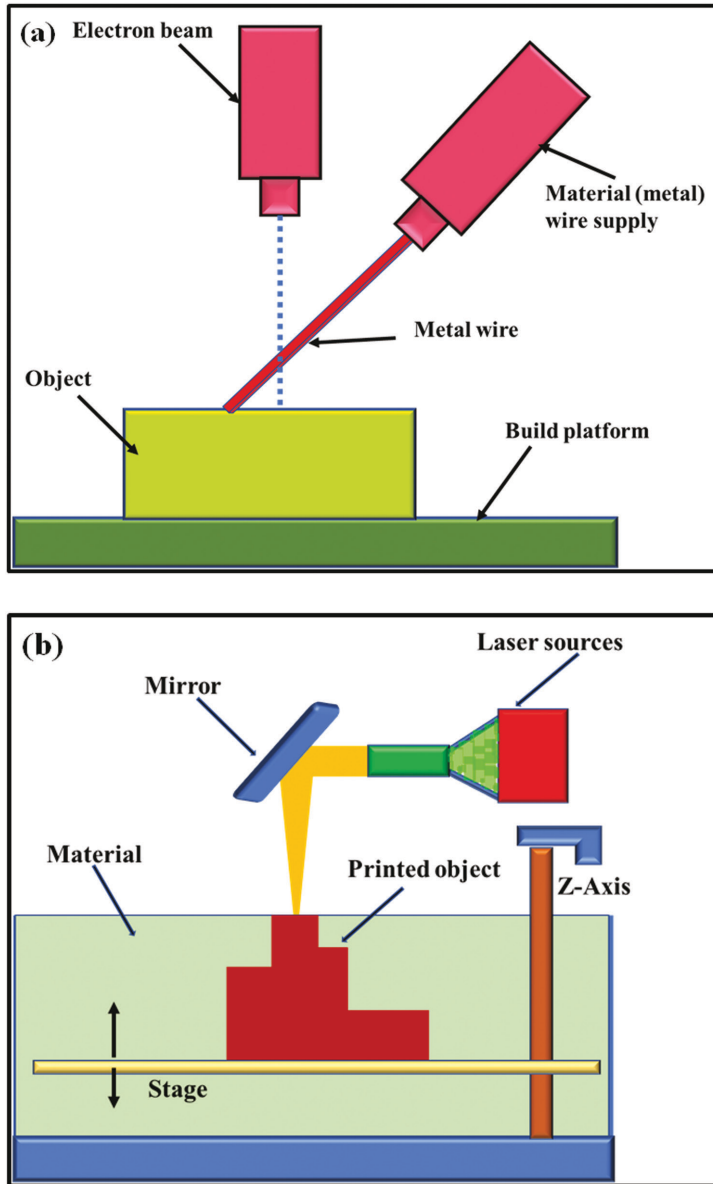 (a)
Electron beam
Material (metal)
wire supply
Metal wire
Object
Build platform
(b)
Laser sources
Mirror
Material
Printed object
Z-Axis
Stage